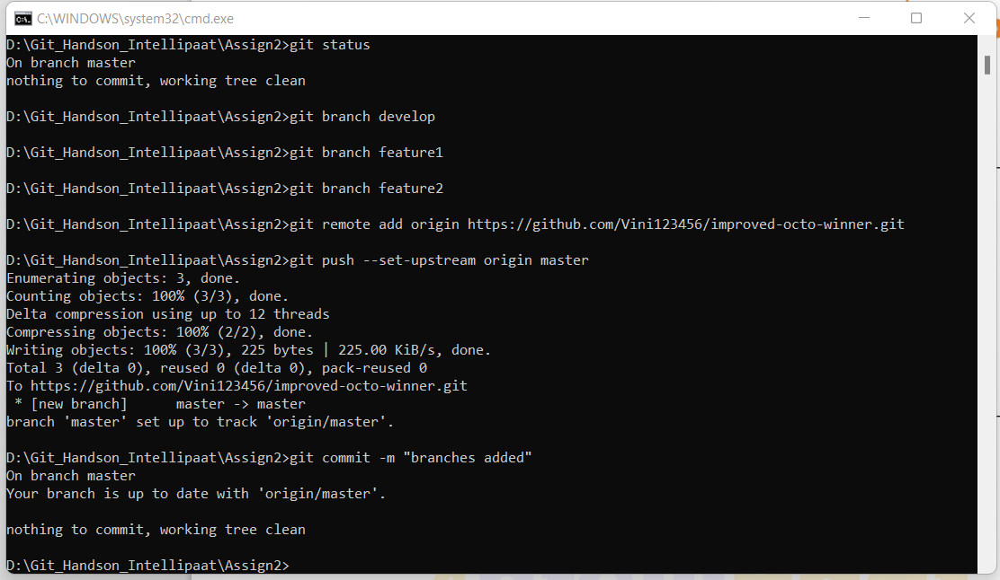 C:\WINDOWS\system32\cmd.exe
D:\Git_Handson_Intellipaat\Assign2>git status
On branch master
nothing to commit, working tree clean
D:\Git_Handson_Intellipaat\Assign2>git branch develop
D:\Git_Handson_Intellipaat\Assign2>git branch feature1
D:\Git_Handson_Intellipaat\Assign2>git branch feature2
D:\Git_Handson_Intellipaat\Assign2>git remote add origin https://github.com/Vini123456/improved-octo-winner.git
D:\Git_Handson_Intellipaat\Assign2>git push --set-upstream origin master
Enumerating objects: 3, done.
Counting objects: 100% (3/3), done.
Delta compression using up to 12 threads
Compressing objects: 100% (2/2), done.
Writing objects: 100% (3/3), 225 bytes | 225.00 KiB/s, done.
Total 3 (delta 0), reused 0 (delta 0), pack-reused 0
To https://github.com/Vini123456/improved-octo-winner.git
 * [new branch]      master -> master
branch 'master' set up to track 'origin/master'.
D:\Git_Handson_Intellipaat\Assign2>git commit -m "branches added"
On branch master
Your branch is up to date with 'origin/master'.
nothing to commit, working tree clean
D:\Git_Handson_Intellipaat\Assign2>